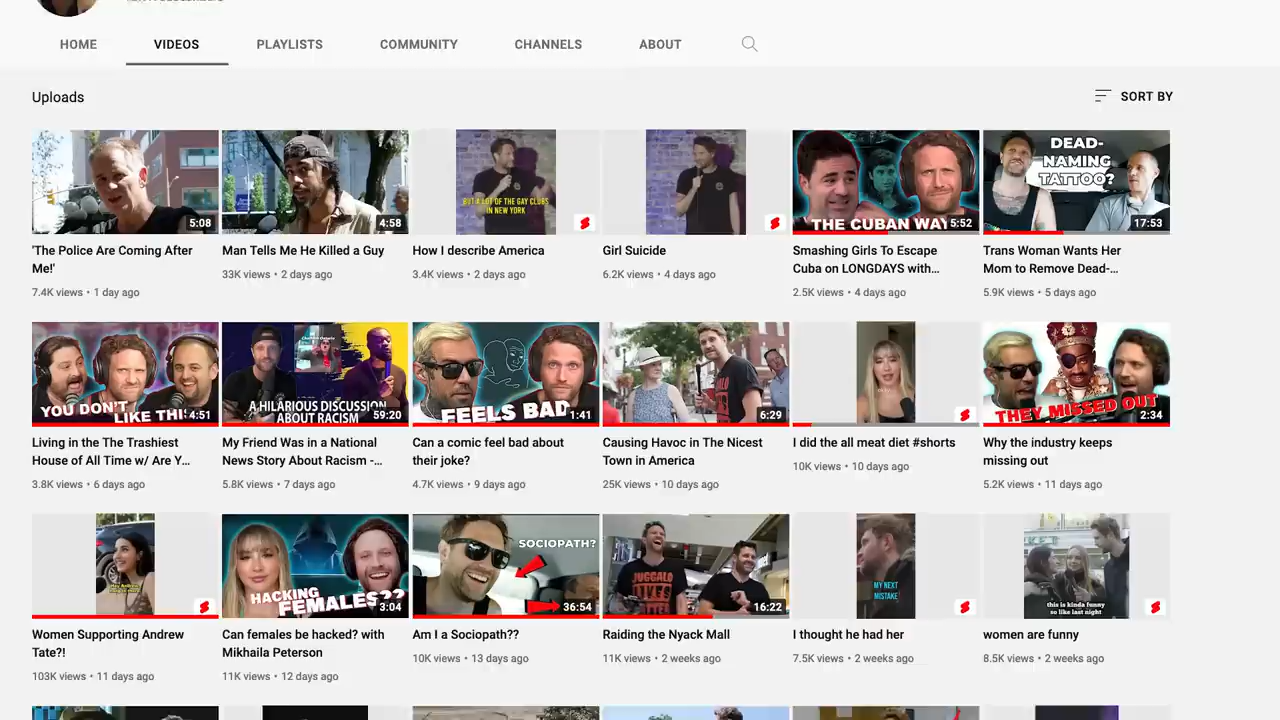 HOME
VIDEOS
PLAYLISTS
COMMUNITY
CHANNELS
ABOUT
Uploads
SORT BY
5:08
4:58
BUT A LOT OF THE GAY CLUBS
IN NEW YORK
THE CUBAN WAY
5:52
DEAD-
NAMING
TATTOO?
17:53
'The Police Are Coming After
Me!'
7.4K views • 1 day ago
Man Tells Me He Killed a Guy
33K views • 2 days ago
How I describe America
3.4K views • 2 days ago
Girl Suicide
6.2K views • 4 days ago
Smashing Girls To Escape
Cuba on LONGDAYS with...
2.5K views • 4 days ago
Trans Woman Wants Her
Mom to Remove Dead-...
5.9K views • 5 days ago
YOU DON'T LIKE THI
4:51
A HILARIOUS DISCUSSION
ABOUT RACISM
59:20
FEELS BAD
1:41
6:29
THEY MISSED OUT
2:34
Living in the The Trashiest
House of All Time w/ Are Y...
3.8K views • 6 days ago
My Friend Was in a National
News Story About Racism -...
5.8K views • 7 days ago
Can a comic feel bad about
their joke?
4.7K views • 9 days ago
Causing Havoc in The Nicest
Town in America
25K views • 10 days ago
I did the all meat diet #shorts
10K views • 10 days ago
Why the industry keeps
missing out
5.2K views • 11 days ago
HACKING
FEMALES??
3:04
SOCIOPATH?
36:54
JUGGALO
LIVES
16:22
MY NEXT
MISTAKE
this is kinda funny
so like last night
Women Supporting Andrew
Tate?!
103K views • 11 days ago
Can females be hacked? with
Mikhaila Peterson
11K views • 12 days ago
Am I a Sociopath??
10K views • 13 days ago
Raiding the Nyack Mall
11K views • 2 weeks ago
I thought he had her
7.5K views • 2 weeks ago
women are funny
8.5K views • 2 weeks ago